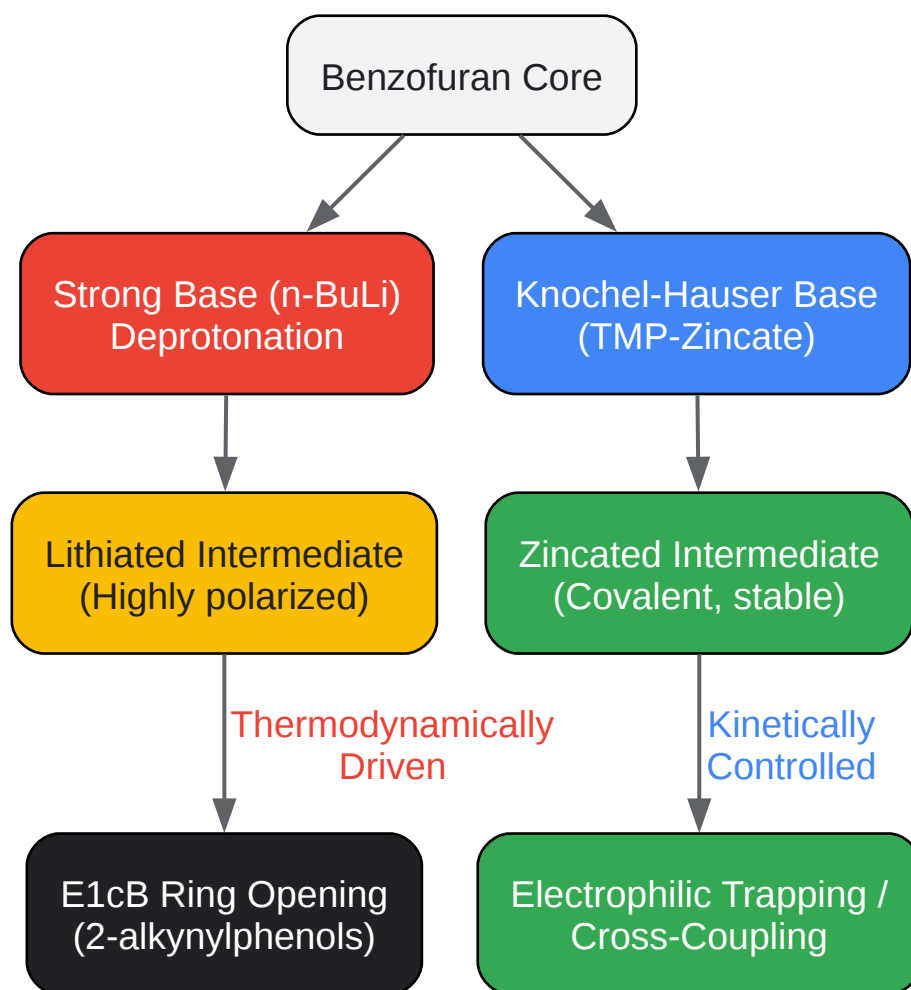 Benzofuran Core
Strong Base (n-BuLi)
Deprotonation
Knochel-Hauser Base
(TMP-Zincate)
Lithiated Intermediate
(Highly polarized)
Zincated Intermediate
(Covalent, stable)
Thermodynamically
Driven
Kinetically
Controlled
E1cB Ring Opening
(2-alkynylphenols)
Electrophilic Trapping /
Cross-Coupling